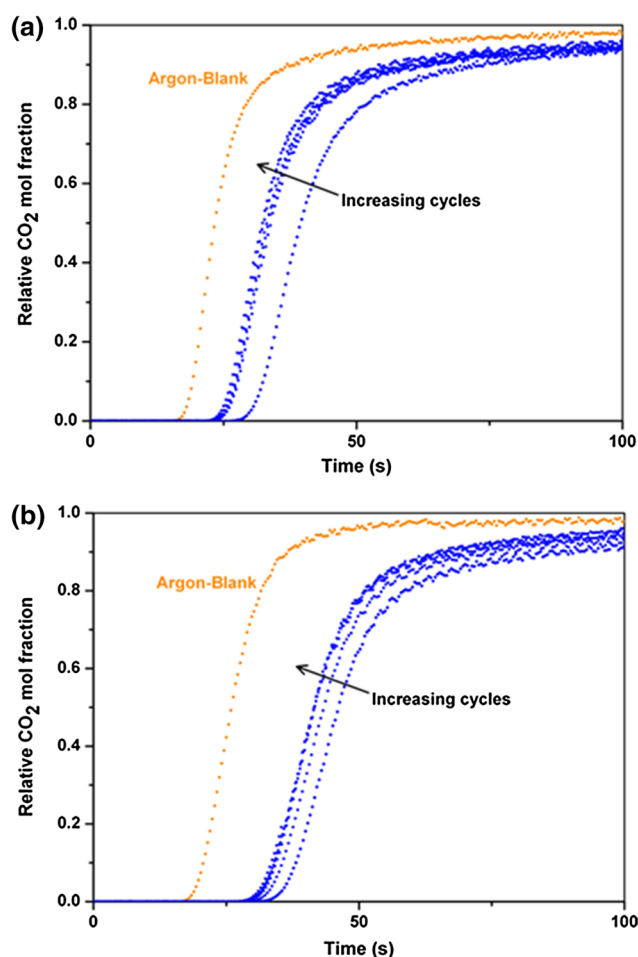 (a)
1.0
0.8
0.6
0.4
0.2
0.0
Relative CO2 mol fraction
Argon-Blank
Increasing cycles
0
50
100
Time (s)
(b)
1.0
0.8
0.6
0.4
0.2
0.0
Relative CO2 mol fraction
Argon-Blank
Increasing cycles
0
50
100
Time (s)